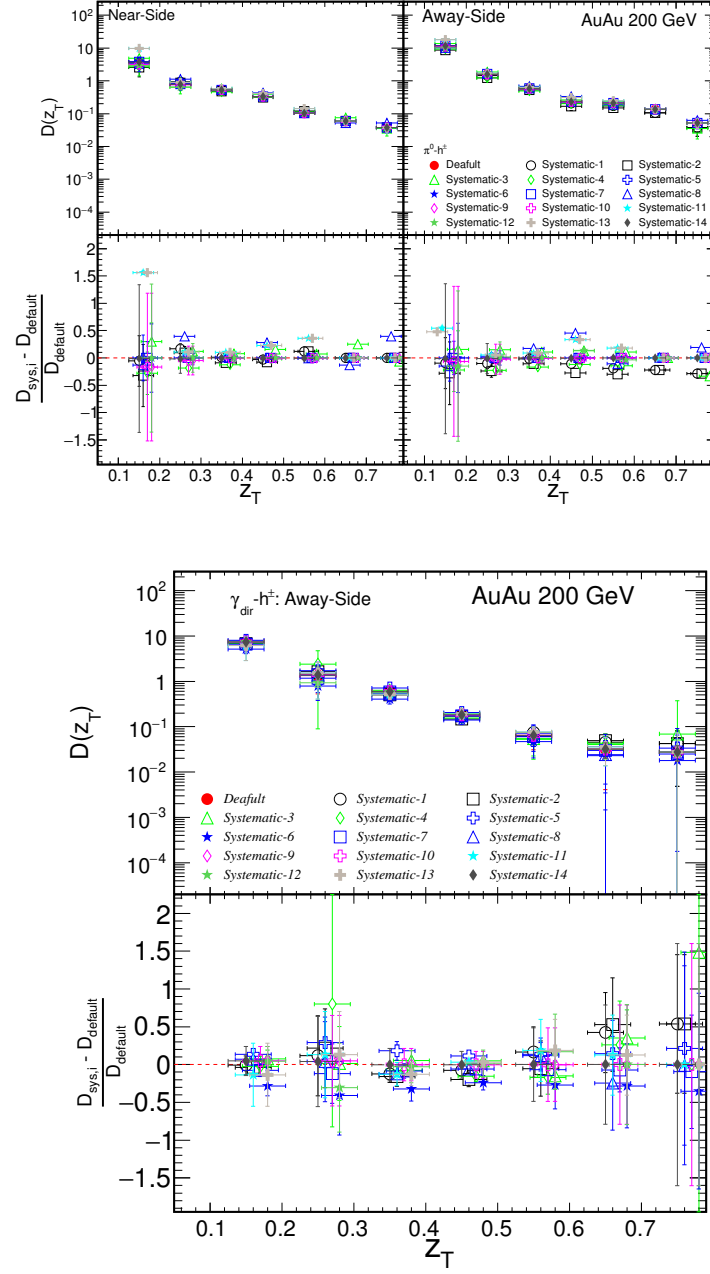 Near-Side
Away-Side
AuAu 200 GeV
D(z_T)
10²
10
1
10⁻¹
10⁻²
10⁻³
10⁻⁴
π⁰-h±
Deafult
Systematic-1
Systematic-2
Systematic-3
Systematic-4
Systematic-5
Systematic-6
Systematic-7
Systematic-8
Systematic-9
Systematic-10
Systematic-11
Systematic-12
Systematic-13
Systematic-14
D_sys,i - D_default
D_default
2
1.5
1
0.5
0
−0.5
−1
−1.5
0.1 0.2 0.3 0.4 0.5 0.6 0.7
0.1 0.2 0.3 0.4 0.5 0.6 0.7
Z_T
Z_T
γ_dir-h±: Away-Side
AuAu 200 GeV
D(z_T)
10²
10
1
10⁻¹
10⁻²
10⁻³
10⁻⁴
Deafult
Systematic-1
Systematic-2
Systematic-3
Systematic-4
Systematic-5
Systematic-6
Systematic-7
Systematic-8
Systematic-9
Systematic-10
Systematic-11
Systematic-12
Systematic-13
Systematic-14
D_sys,i - D_default
D_default
2
1.5
1
0.5
0
−0.5
−1
−1.5
0.1 0.2 0.3 0.4 0.5 0.6 0.7
Z_T